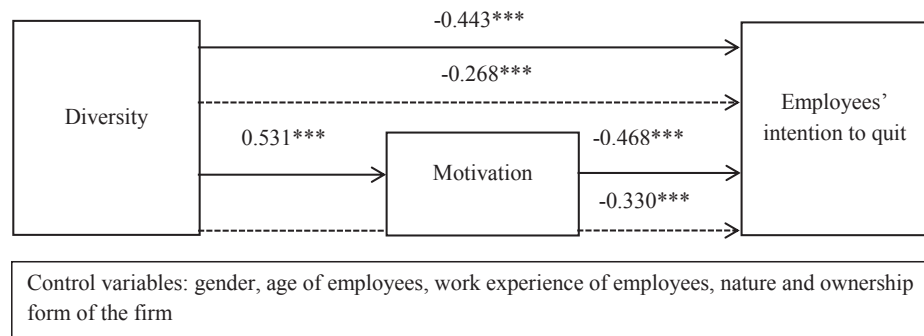 -0.443***
-0.268***
Diversity
Employees’
intention to quit
0.531***
-0.468***
Motivation
-0.330***
Control variables: gender, age of employees, work experience of employees, nature and ownership
form of the firm